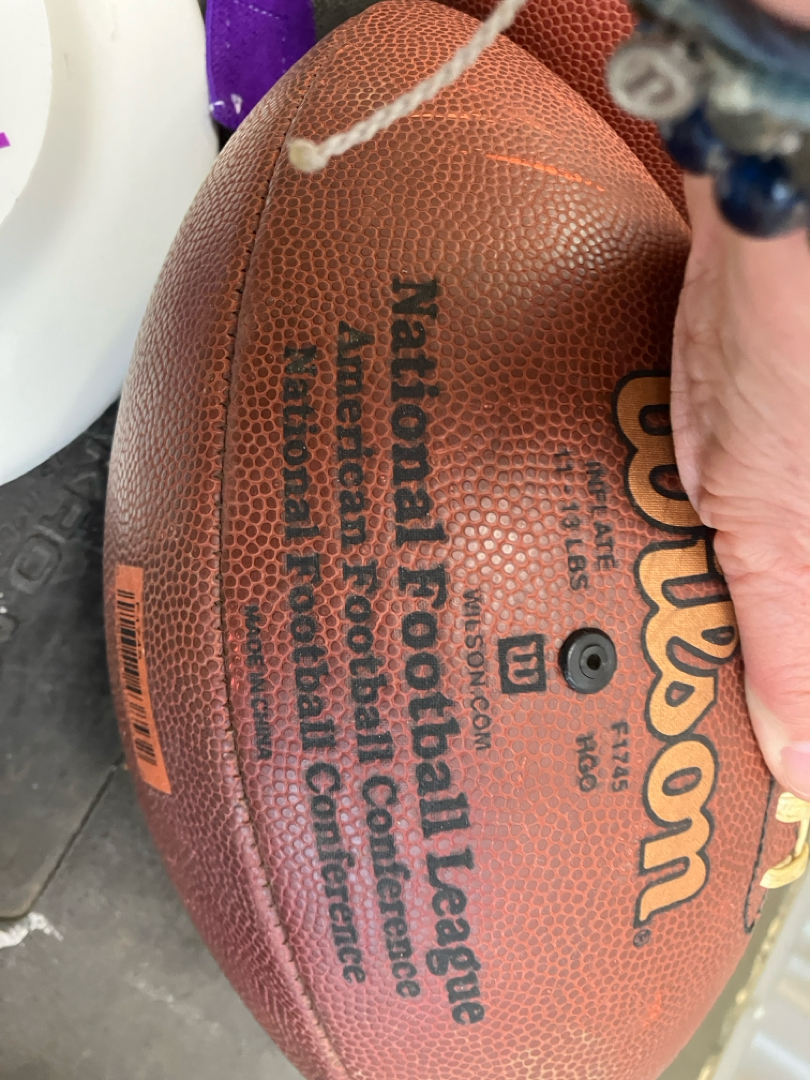 Wilson®
INFLATE
11 - 13 LBS
F1745
WILSON.COM
National Football League
American Football Conference
National Football Conference
MADE IN CHINA